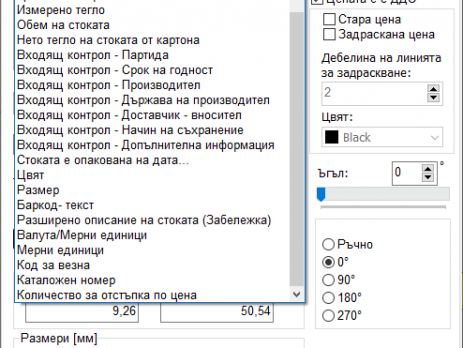 Измерено тегло
Обем на стоката
Нето тегло на стоката от картона
Входящ контрол - Партида
Входящ контрол - Срок на годност
Входящ контрол - Производител
Входящ контрол - Държава на производител
Входящ контрол - Доставчик - вносител
Входящ контрол - Начин на съхранение
Входящ контрол - Допълнителна информация
Стоката е опакована на дата...
Цвят
Размер
Баркод- текст
Разширено описание на стоката (Забележка)
Валута/Мерни единици
Мерни единици
Код за везна
Каталожен номер
Количество за отстъпка по цена
9,26
50,54
Размери [мм]
Цената е с ДДС
Стара цена
Задраскана цена
Дебелина на линията
за задраскване:
2
Цвят:
Black
Ъгъл:
0
°
Ръчно
0°
90°
180°
270°